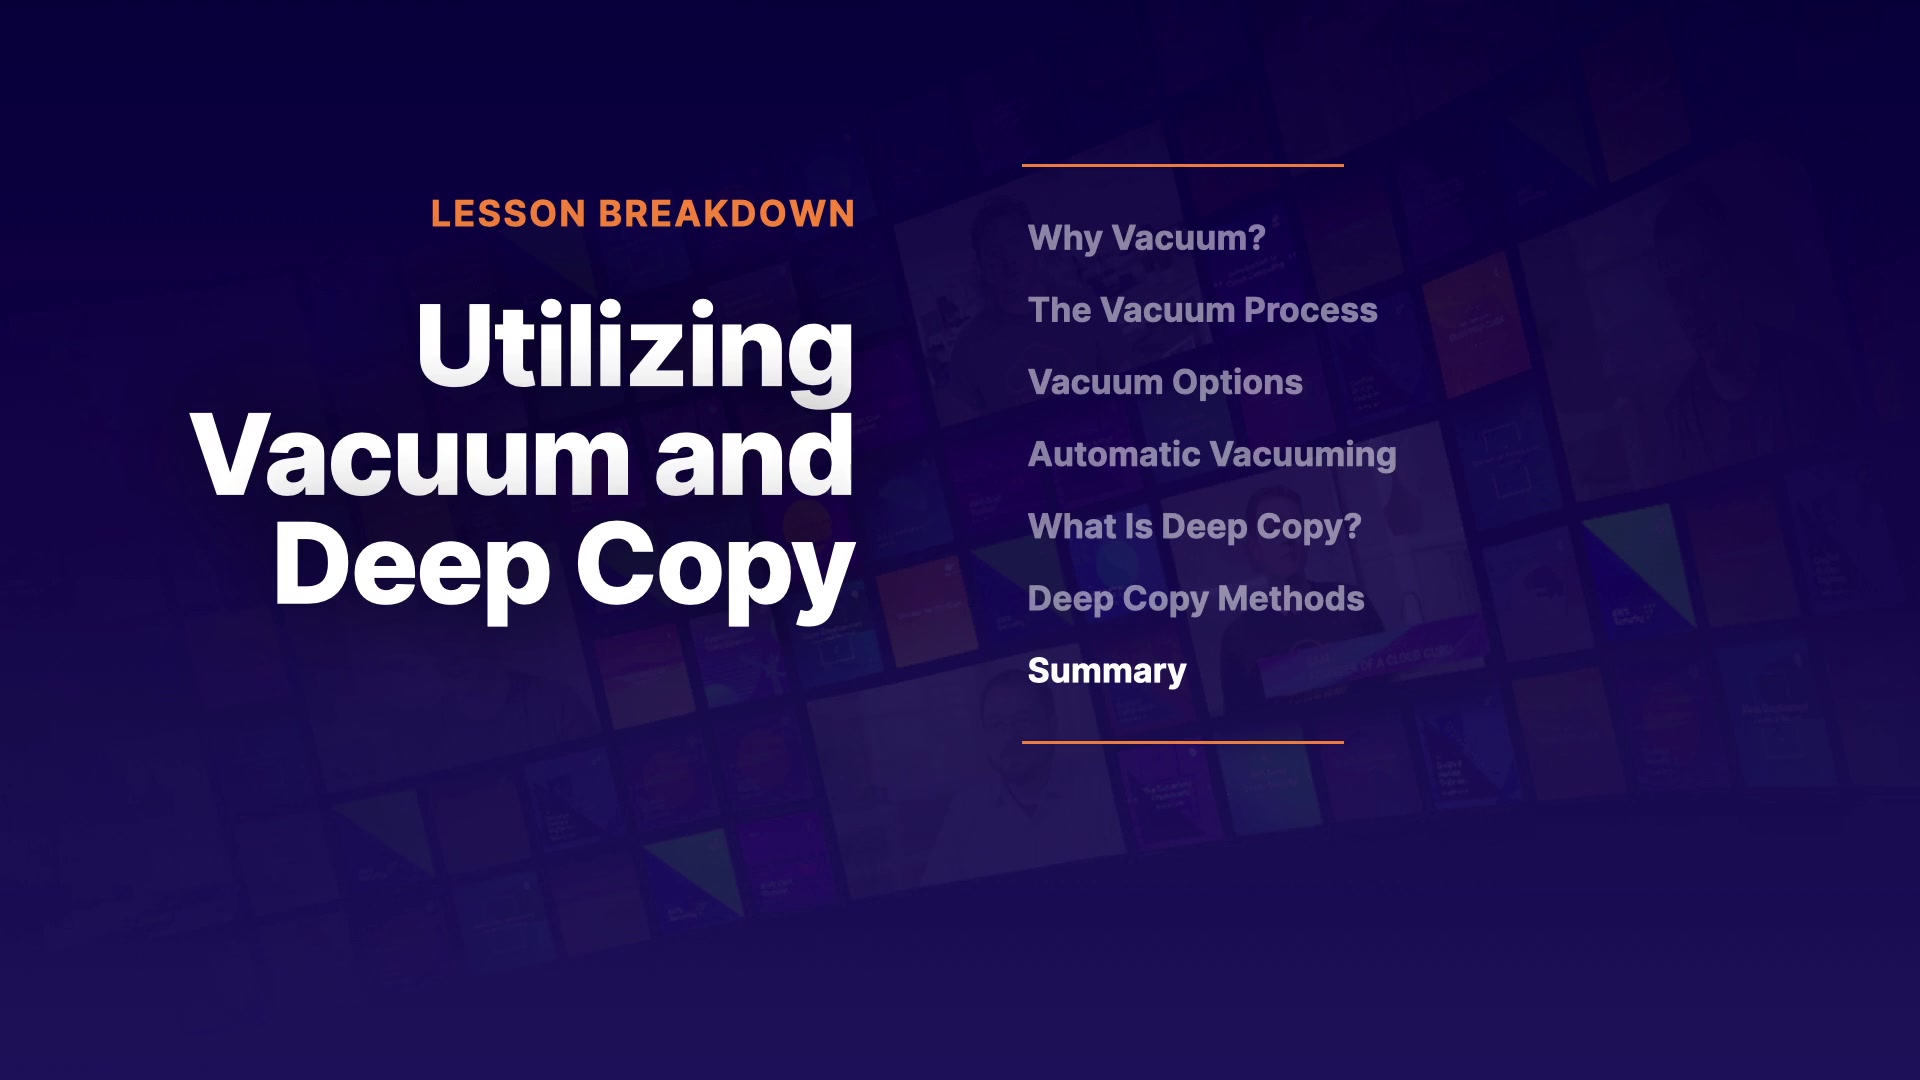 LESSON BREAKDOWN
Utilizing
Vacuum and
Deep Copy
Why Vacuum?
The Vacuum Process
Vacuum Options
Automatic Vacuuming
What Is Deep Copy?
Deep Copy Methods
Summary